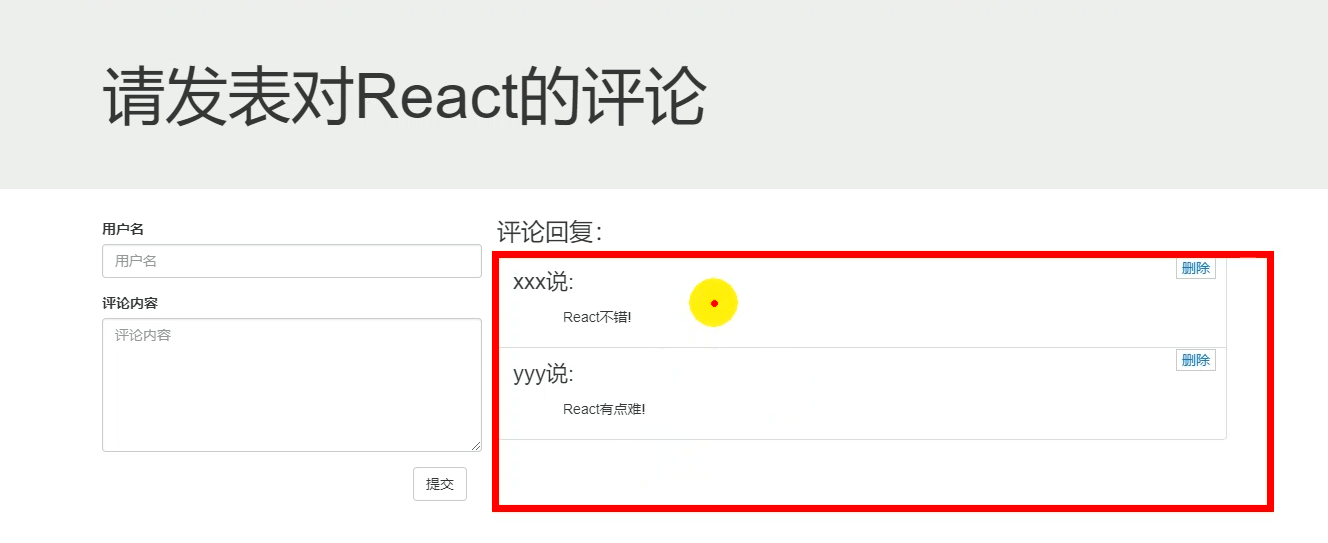 请发表对React的评论
用户名
用户名
评论内容
评论内容
提交
评论回复：
xxx说:
删除
React不错!
yyy说:
删除
React有点难!